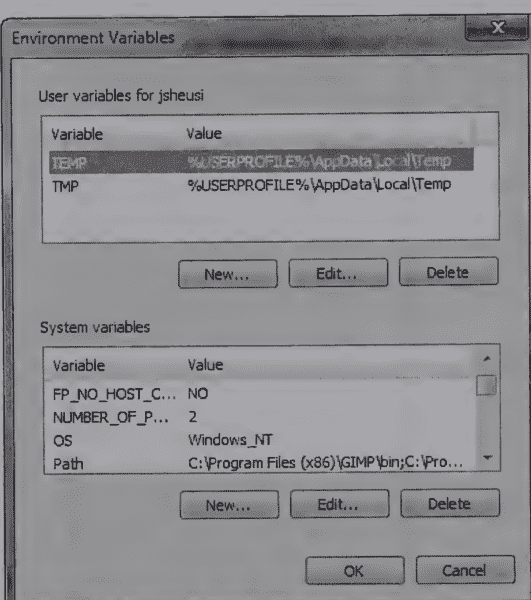 Environment Variables
X
User variables for jsheusi
Variable Value
TEMP %USERPROFILE%\AppData\Local\Temp
TMP %USERPROFILE%\AppData\Local\Temp
New... Edit... Delete
System variables
Variable Value
FP_NO_HOST_C... NO
NUMBER_OF_P... 2
OS Windows_NT
Path C:\Program Files (x86)\GIMP\bin;C:\Pro...
New... Edit... Delete
OK Cancel